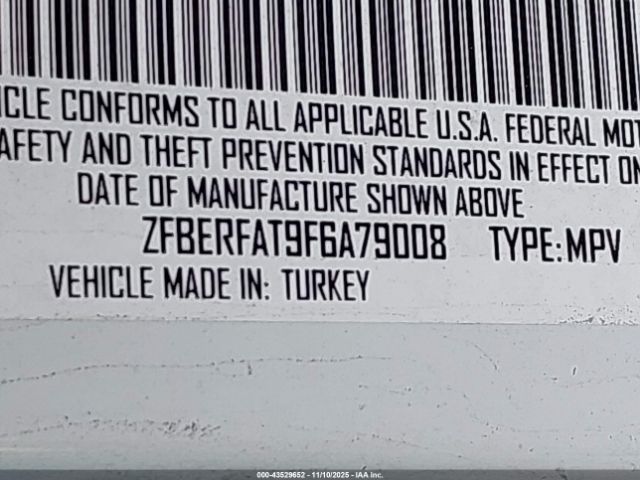 ICLE CONFORMS TO ALL APPLICABLE U.S.A. FEDERAL MOT
AFETY AND THEFT PREVENTION STANDARDS IN EFFECT ON
DATE OF MANUFACTURE SHOWN ABOVE
ZFBERFAT9F6A79008 TYPE:MPV
VEHICLE MADE IN: TURKEY
000-43529652 - 11/10/2025 - IAA Inc.